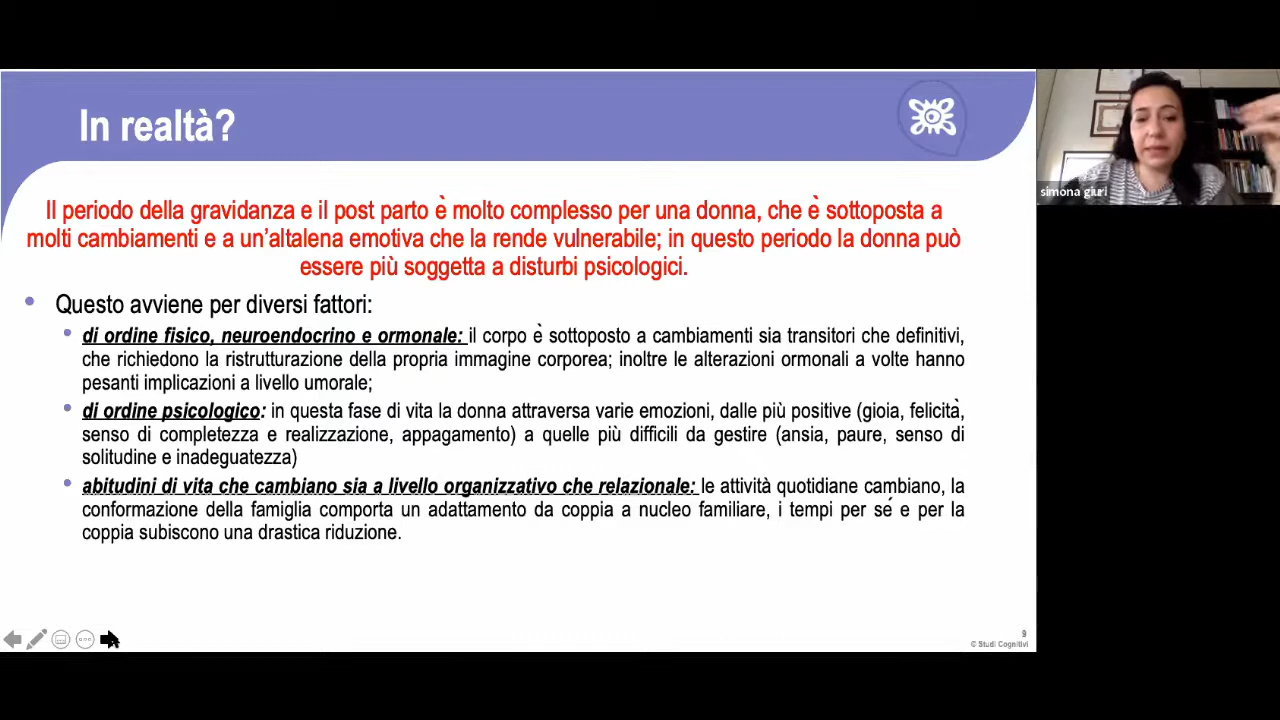 In realtà?
simona giuri
Il periodo della gravidanza e il post parto è molto complesso per una donna, che è sottoposta a
molti cambiamenti e a un'altalena emotiva che la rende vulnerabile; in questo periodo la donna può
essere più soggetta a disturbi psicologici.
• Questo avviene per diversi fattori:
• di ordine fisico, neuroendocrino e ormonale: il corpo è sottoposto a cambiamenti sia transitori che definitivi,
che richiedono la ristrutturazione della propria immagine corporea; inoltre le alterazioni ormonali a volte hanno
pesanti implicazioni a livello umorale;
• di ordine psicologico: in questa fase di vita la donna attraversa varie emozioni, dalle più positive (gioia, felicità,
senso di completezza e realizzazione, appagamento) a quelle più difficili da gestire (ansia, paure, senso di
solitudine e inadeguatezza)
• abitudini di vita che cambiano sia a livello organizzativo che relazionale: le attività quotidiane cambiano, la
conformazione della famiglia comporta un adattamento da coppia a nucleo familiare, i tempi per sé e per la
coppia subiscono una drastica riduzione.
9
© Studi Cognitivi